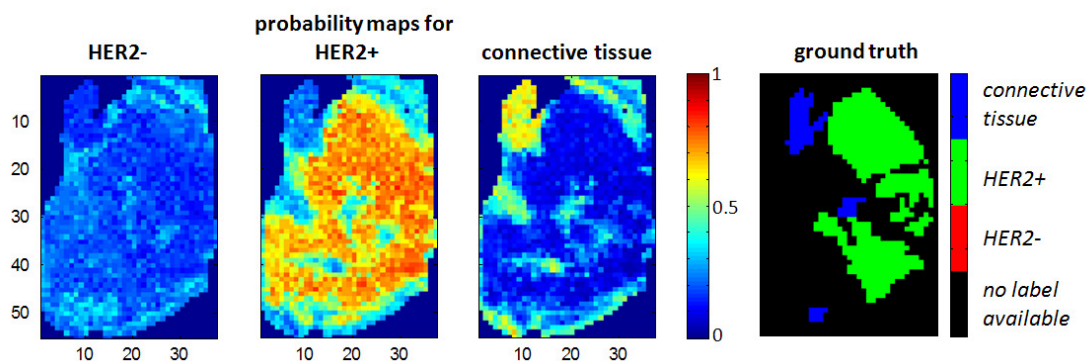 probability maps for
HER2- HER2+ connective tissue ground truth
1
0.5
0
10
20
30
40
50
10 20 30
10 20 30
10 20 30
connective
tissue
HER2+
HER2-
no label
available